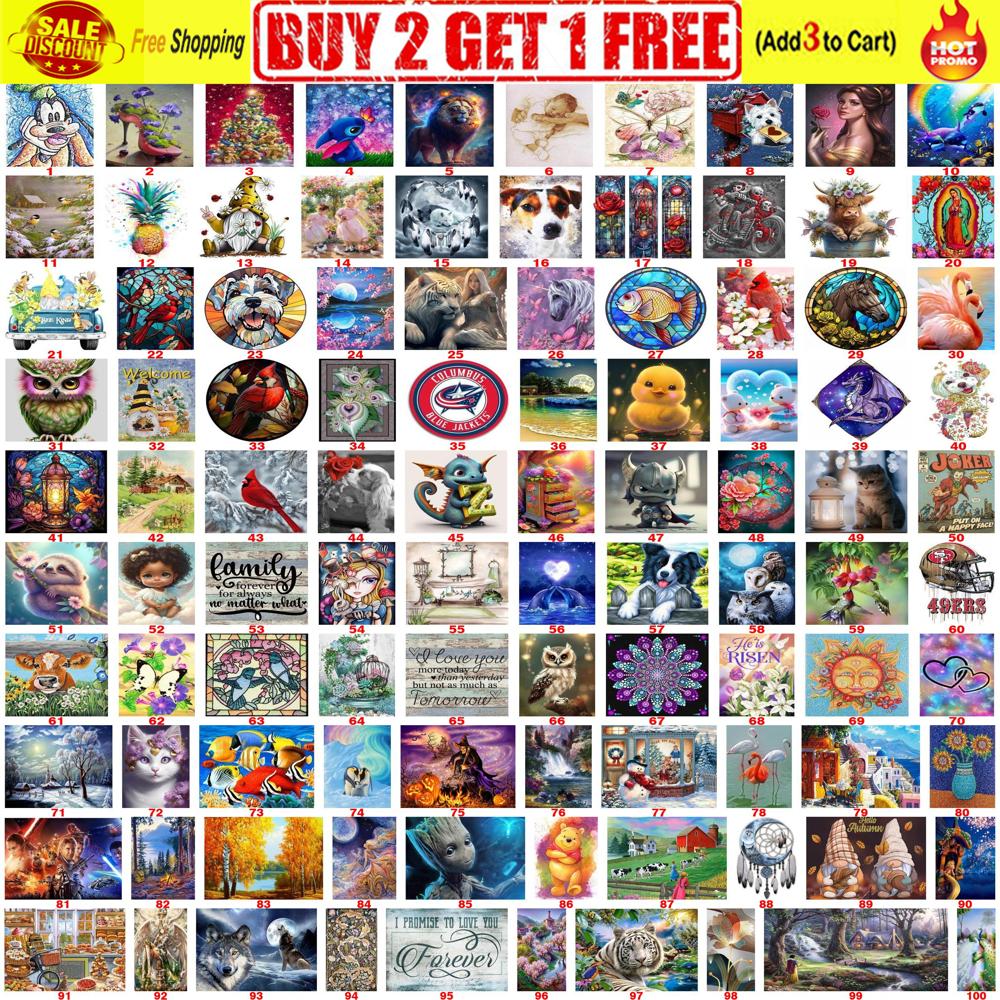 SALE
DISCOUNT
Free Shopping
BUY 2 GET 1 FREE
(Add 3 to Cart)
HOT
PROMO
1 2 3 4 5 6 7 8 9 10
11 12 13 14 15 16 17 18 19 20
BEE KIND
21 22 23 24 25 26 27 28 29 30
Welcome
COLUMBUS
BLUE JACKETS
31 32 33 34 35 36 37 38 39 40
JOKER
PUT ON
A HAPPY FACE!
41 42 43 44 45 46 47 48 49 50
family
forever
for always
no matter what
49ERS
51 52 53 54 55 56 57 58 59 60
I love you
more today
than yesterday
but not as much as
Tomorrow
He is
RISEN
61 62 63 64 65 66 67 68 69 70
71 72 73 74 75 76 77 78 79 80
Hello
Autumn
81 82 83 84 85 86 87 88 89 90
I PROMISE TO LOVE YOU
Forever
91 92 93 94 95 96 97 98 99 100